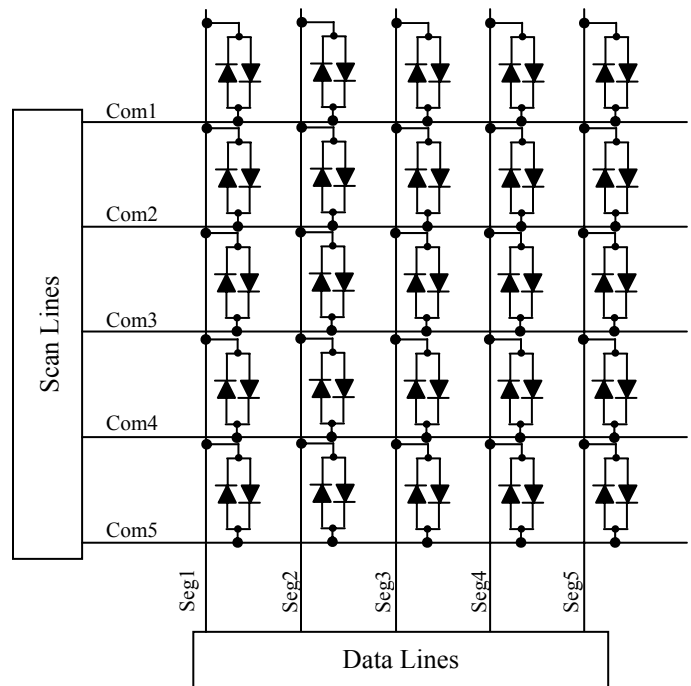 Com1
Com2
Com3
Com4
Com5
Scan Lines
Seg1
Seg2
Seg3
Seg4
Seg5
Data Lines